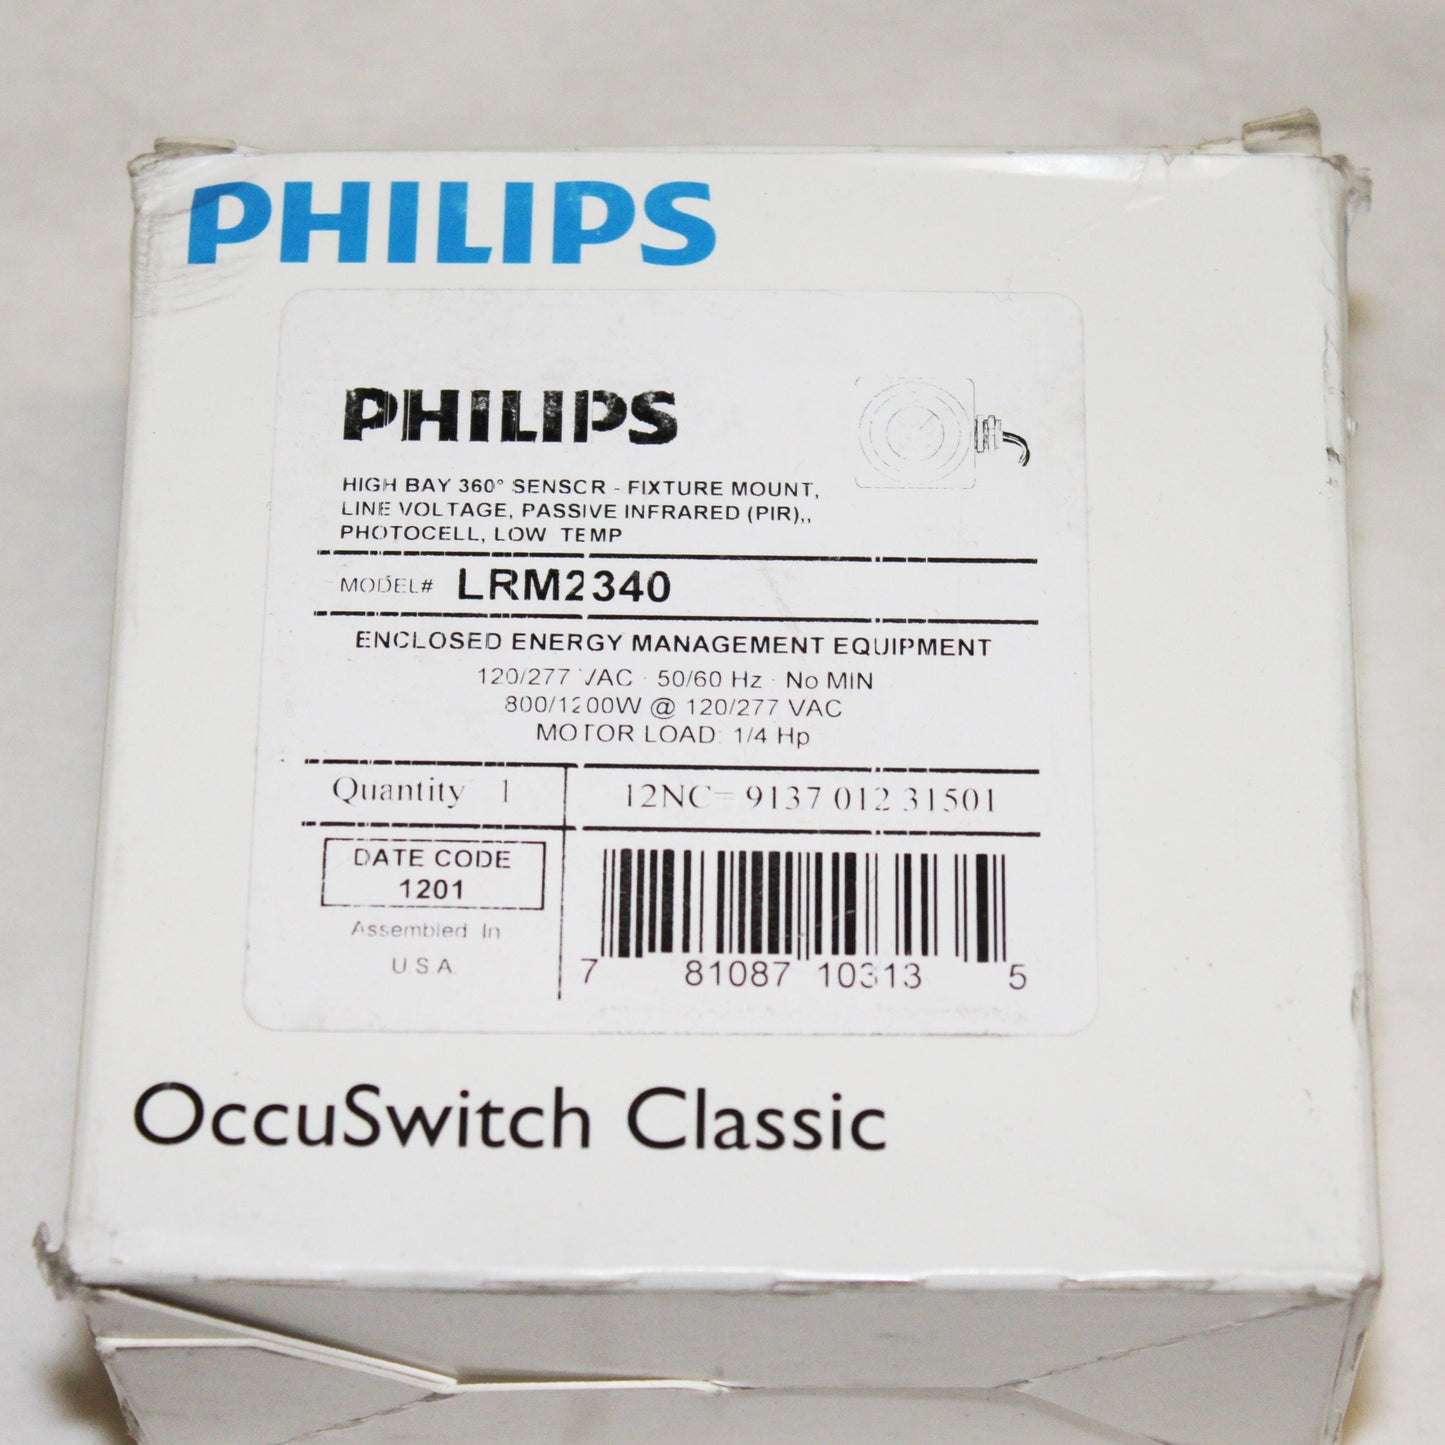 PHILIPS
PHILIPS
HIGH BAY 360° SENSOR - FIXTURE MOUNT,
LINE VOLTAGE, PASSIVE INFRARED (PIR),,
PHOTOCELL, LOW TEMP
MODEL# LRM2340
ENCLOSED ENERGY MANAGEMENT EQUIPMENT
120/277 VAC · 50/60 Hz · No MIN
800/1200W @ 120/277 VAC
MOTOR LOAD: 1/4 Hp
Quantity 1
12NC= 9137 012 31501
DATE CODE
1201
Assembled In
U.S.A.
7 81087 10313 5
OccuSwitch Classic